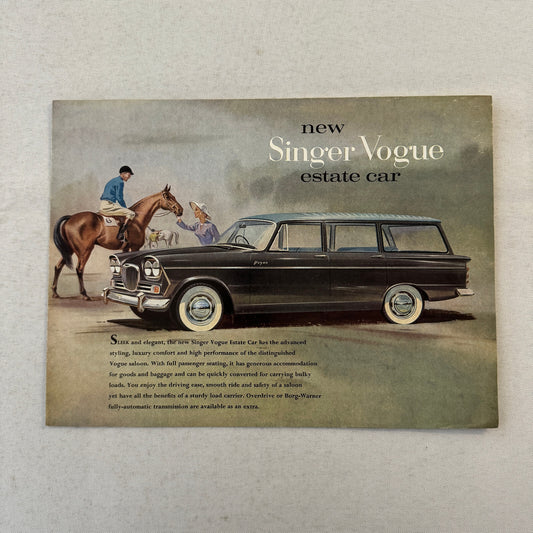 new
Singer Vogue
estate car
Vogue
SLEEK and elegant, the new Singer Vogue Estate Car has the advanced
styling, luxury comfort and high performance of the distinguished
Vogue saloon. With full passenger seating, it has generous accommodation
for goods and baggage and can be quickly converted for carrying bulky
loads. You enjoy the driving ease, smooth ride and safety of a saloon
yet have all the benefits of a sturdy load carrier. Overdrive or Borg-Warner
fully-automatic transmission are available as an extra.